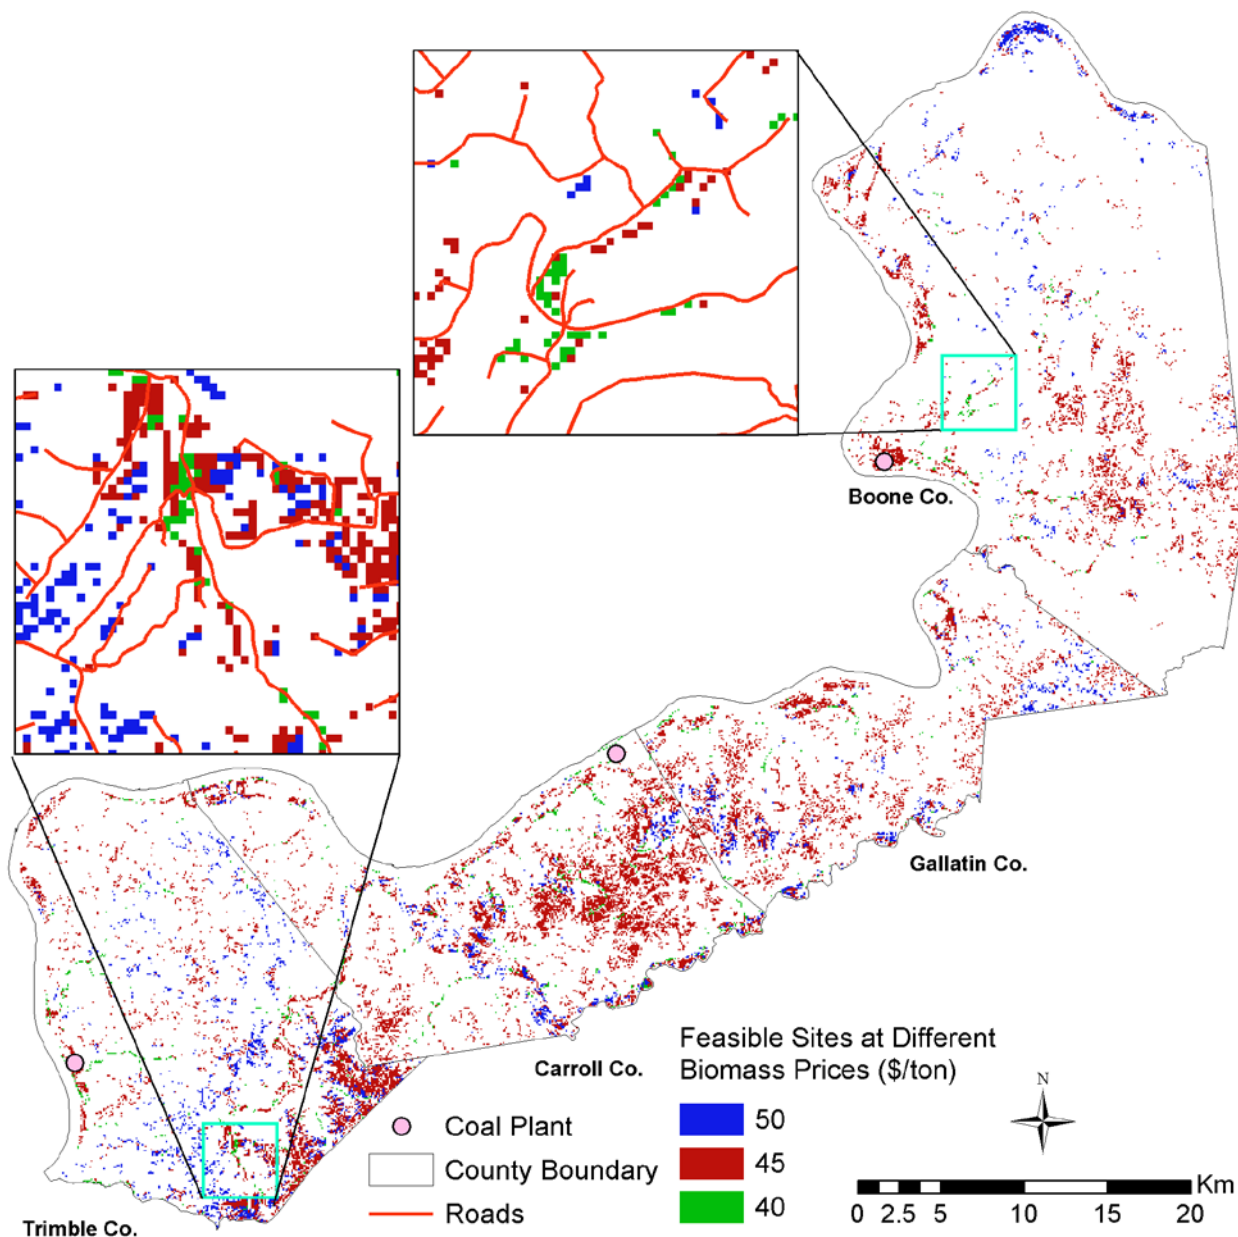 Boone Co.
Gallatin Co.
Carroll Co.
Trimble Co.
Feasible Sites at Different
Biomass Prices ($/ton)
50
45
40
Coal Plant
County Boundary
Roads
N
Km
0 2.5 5 10 15 20